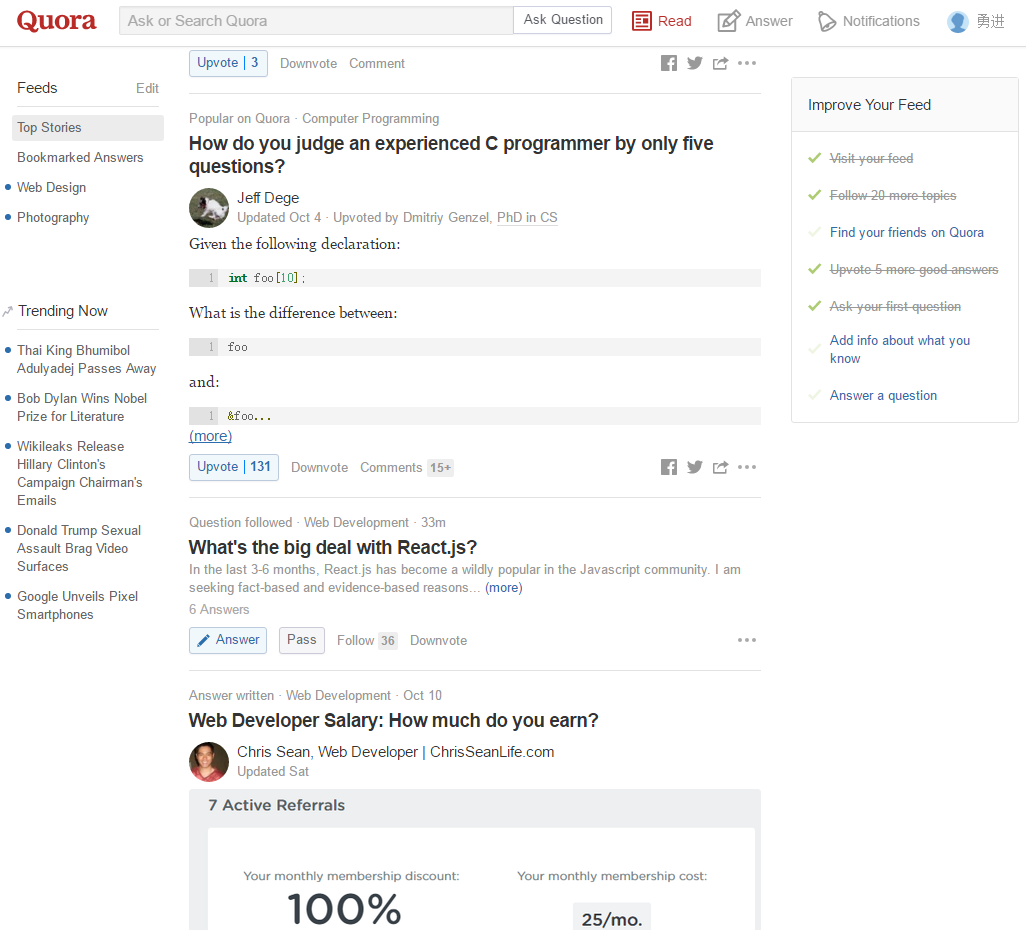 Quora
Ask or Search Quora
Ask Question
Read
Answer
Notifications
勇进
Feeds
Edit
Top Stories
Bookmarked Answers
Web Design
Photography
Trending Now
Thai King Bhumibol
Adulyadej Passes Away
Bob Dylan Wins Nobel
Prize for Literature
Wikileaks Release
Hillary Clinton's
Campaign Chairman's
Emails
Donald Trump Sexual
Assault Brag Video
Surfaces
Google Unveils Pixel
Smartphones
Upvote | 3 Downvote Comment
Popular on Quora · Computer Programming
How do you judge an experienced C programmer by only five
questions?
Jeff Dege
Updated Oct 4 · Upvoted by Dmitriy Genzel, PhD in CS
Given the following declaration:
1 int foo[10];
What is the difference between:
1 foo
and:
1 &foo...
(more)
Upvote | 131 Downvote Comments 15+
Question followed · Web Development · 33m
What's the big deal with React.js?
In the last 3-6 months, React.js has become a wildly popular in the Javascript community. I am
seeking fact-based and evidence-based reasons... (more)
6 Answers
Answer Pass Follow 36 Downvote
Answer written · Web Development · Oct 10
Web Developer Salary: How much do you earn?
Chris Sean, Web Developer | ChrisSeanLife.com
Updated Sat
7 Active Referrals
Your monthly membership discount:
100%
Your monthly membership cost:
25/mo.
Improve Your Feed
Visit your feed
Follow 20 more topics
Find your friends on Quora
Upvote 5 more good answers
Ask your first question
Add info about what you
know
Answer a question